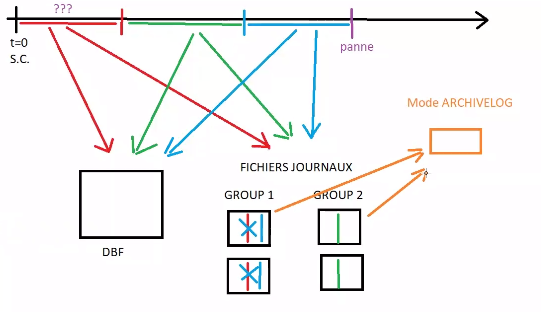 ???
t=0
S.C.
panne
Mode ARCHIVELOG
FICHIERS JOURNAUX
GROUP 1
GROUP 2
DBF